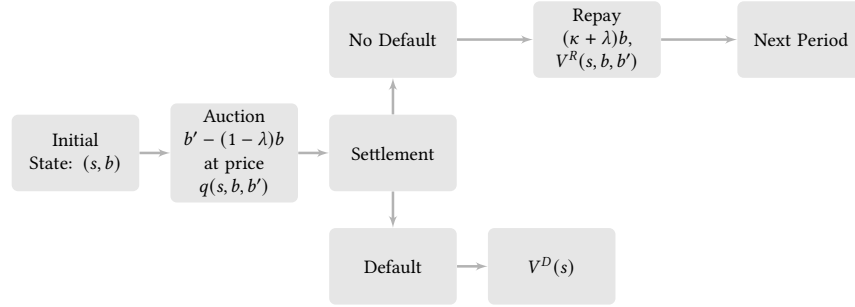 No Default
Repay
(κ + λ)b,
V^R(s, b, b′)
Next Period
Initial
State: (s, b)
Auction
b′ − (1 − λ)b
at price
q(s, b, b′)
Settlement
Default
V^D(s)